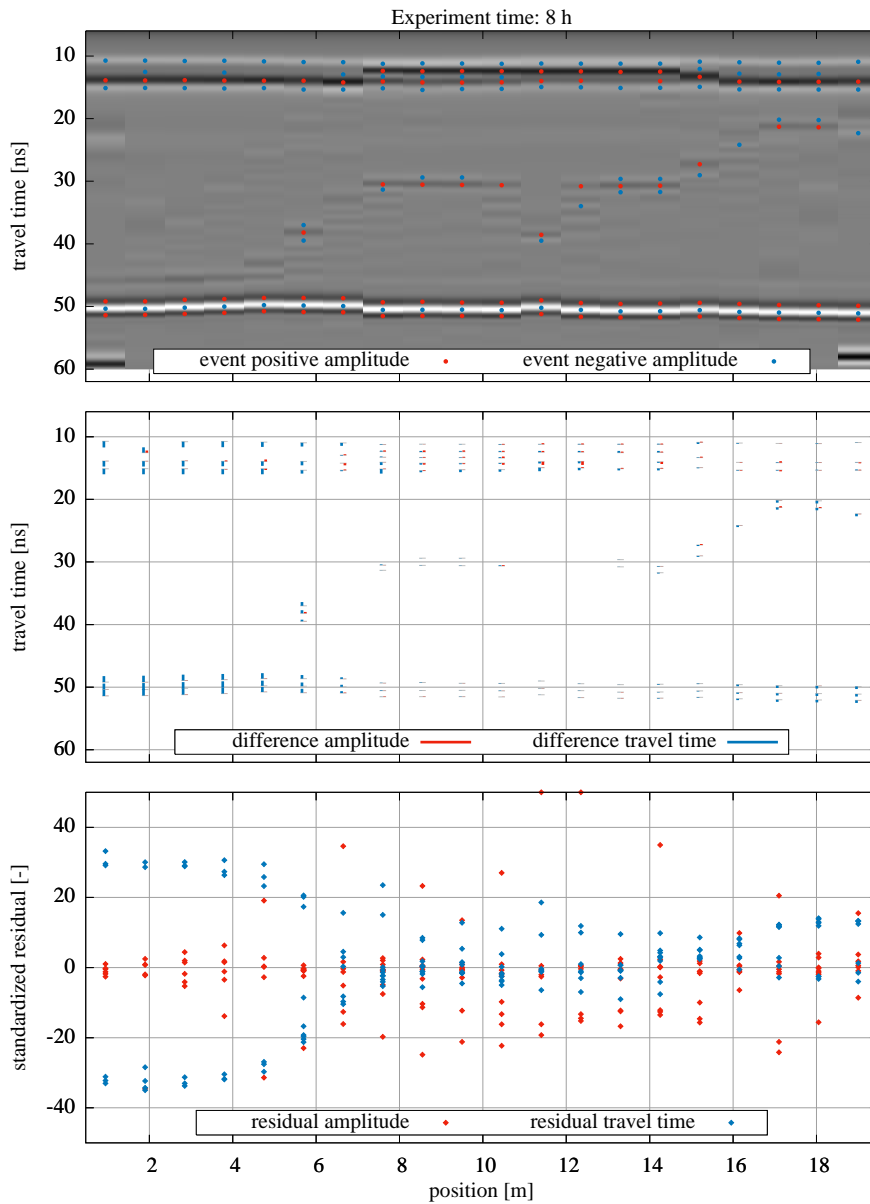 Experiment time: 8 h
10
20
30
40
50
60
travel time [ns]
event positive amplitude
event negative amplitude
10
20
30
40
50
60
travel time [ns]
difference amplitude
difference travel time
40
20
0
-20
-40
standardized residual [-]
residual amplitude
residual travel time
2 4 6 8 10 12 14 16 18
position [m]